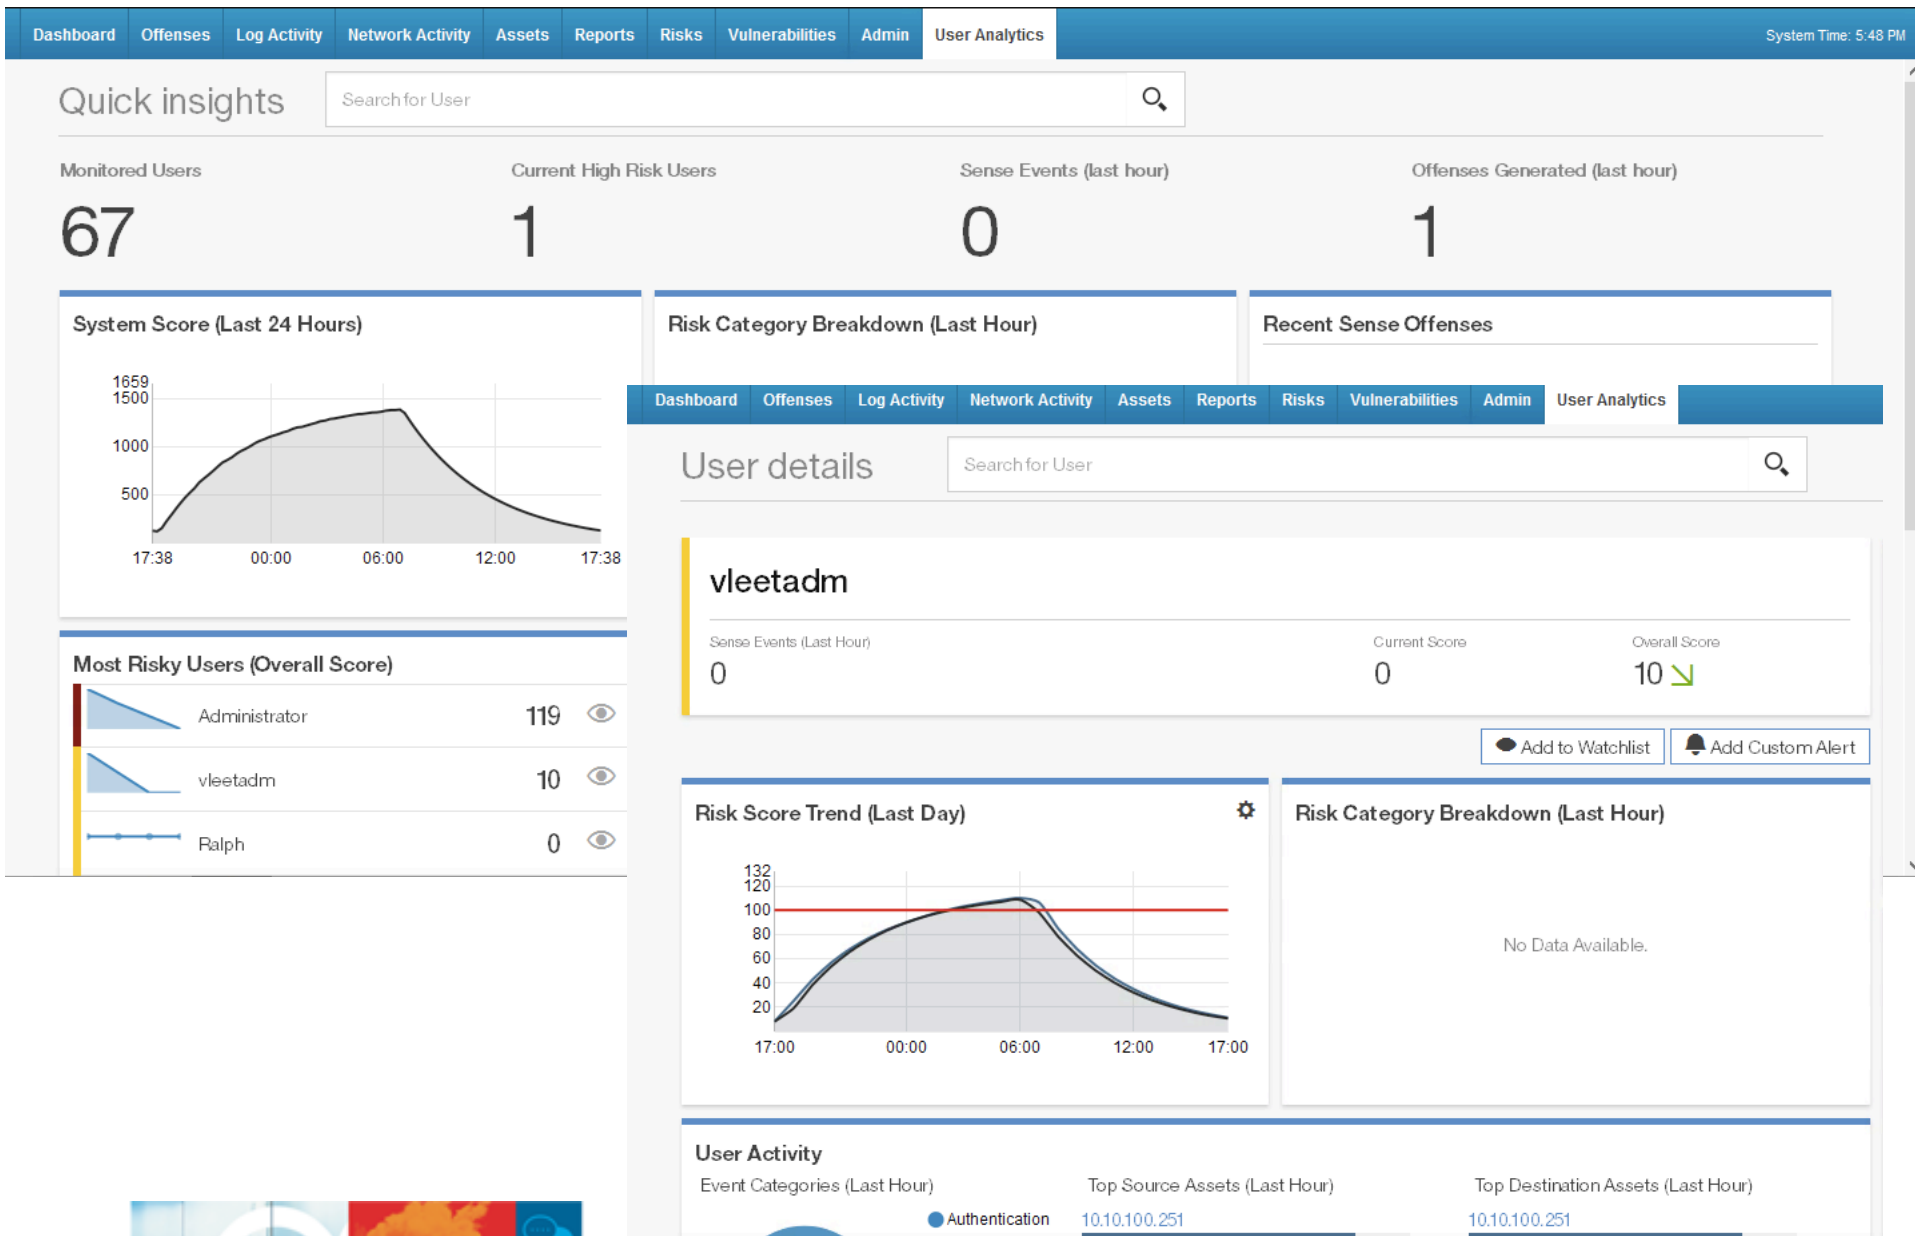 Dashboard Offenses Log Activity Network Activity Assets Reports Risks Vulnerabilities Admin User Analytics System Time: 5:48 PM
Quick insights Search for User
Monitored Users Current High Risk Users Sense Events (last hour) Offenses Generated (last hour)
67 1 0 1
System Score (Last 24 Hours) Risk Category Breakdown (Last Hour) Recent Sense Offenses
1659
1500
1000
500
17:38 00:00 06:00 12:00 17:38
Most Risky Users (Overall Score)
Administrator 119
vleetadm 10
Ralph 0
Dashboard Offenses Log Activity Network Activity Assets Reports Risks Vulnerabilities Admin User Analytics
User details Search for User
vleetadm
Sense Events (Last Hour) Current Score Overall Score
0 0 10
Add to Watchlist Add Custom Alert
Risk Score Trend (Last Day) Risk Category Breakdown (Last Hour)
132
120
100
80
60
40
20
17:00 00:00 06:00 12:00 17:00
No Data Available.
User Activity
Event Categories (Last Hour) Top Source Assets (Last Hour) Top Destination Assets (Last Hour)
Authentication 10.10.100.251 10.10.100.251